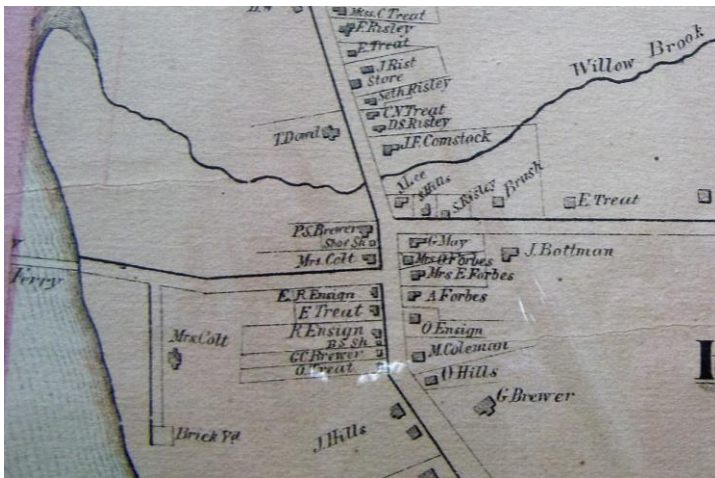 Mrs. C Treat
F. Risley
E. Treat
J. Rist
Store
Seth Risley
C.N. Treat
D.S. Risley
J.F. Comstock
Willow Brook
J. Lee
S. Hills
S. Risley
Brush
E. Treat
P.S. Brewer
Shoe Sh
Mrs. Colt
G. May
Mrs O Forbes
Mrs E. Forbes
J. Bottman
Ferry
E. R Ensign
E Treat
R Ensign
B.S. Sh
G.C. Brewer
O. Treat
A Forbes
O Ensign
M. Coleman
O Hills
G. Brewer
Mrs Colt
Brick Yd
J. Hills